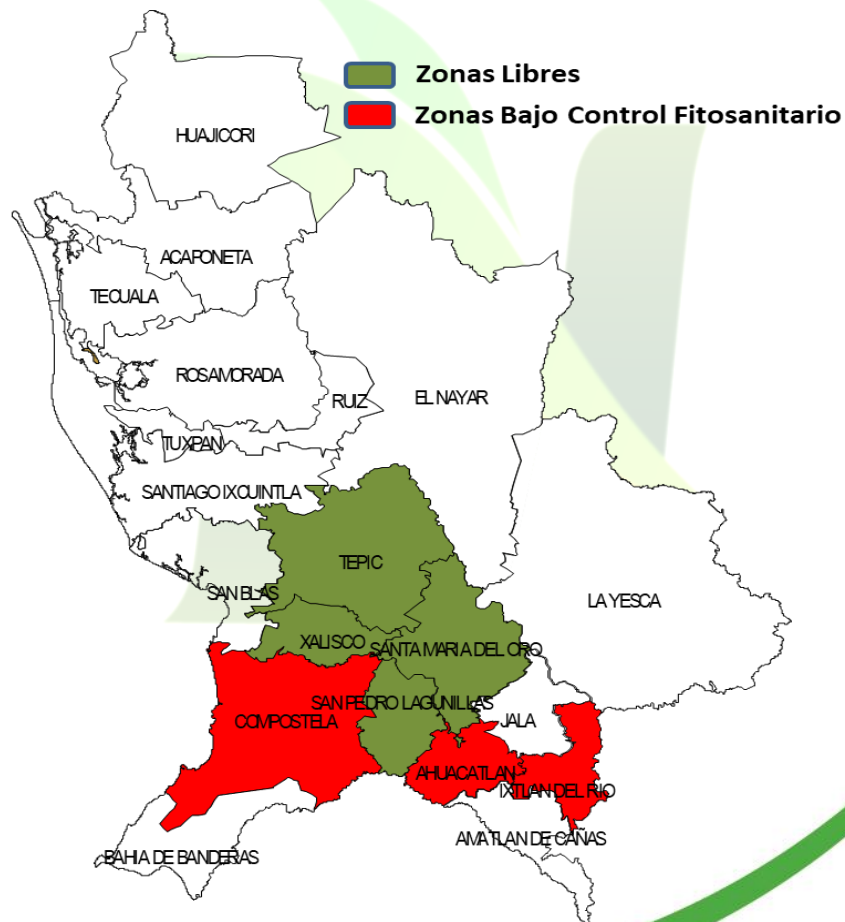 Zonas Libres
Zonas Bajo Control Fitosanitario
HUAJICORI
ACAPONETA
TECUALA
ROSAMORADA
RUIZ
EL NAYAR
TUXPAN
SANTIAGO IXCUINTLA
TEPIC
SAN BLAS
LA YESCA
XALISCO
SANTA MARIA DEL ORO
SAN PEDRO LAGUNILLAS
COMPOSTELA
JALA
AHUACATLAN
IXTLAN DEL RIO
AMATLAN DE CAÑAS
BAHIA DE BANDERAS